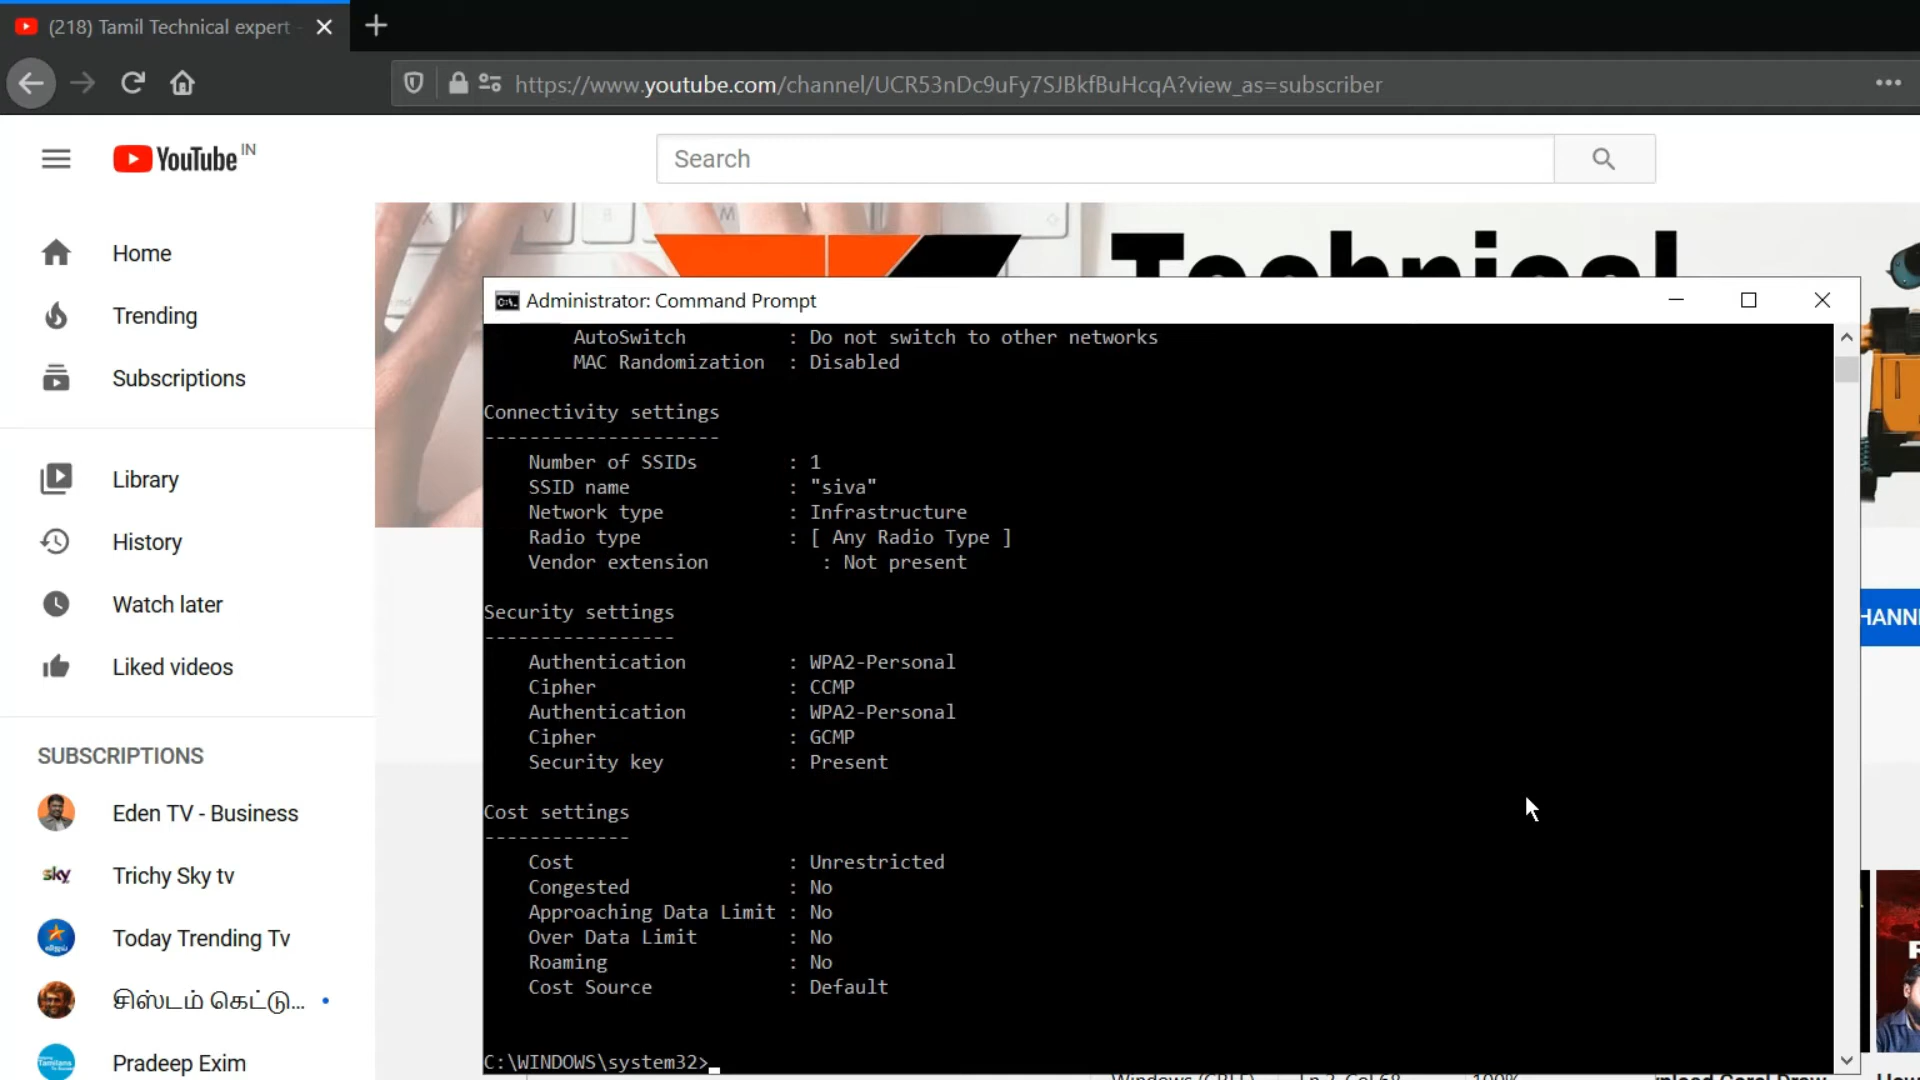 (218) Tamil Technical expert
https://www.youtube.com/channel/UCR53nDc9uFy7SJBkfBuHcqA?view_as=subscriber
YouTube IN
Search
Home
Trending
Subscriptions
Library
History
Watch later
Liked videos
SUBSCRIPTIONS
Eden TV - Business
sky
Trichy Sky tv
Today Trending Tv
சிஸ்டம் கெட்டு...
Pradeep Exim
Technical
HANN
Administrator: Command Prompt
AutoSwitch : Do not switch to other networks
MAC Randomization : Disabled
Connectivity settings
---------------------
Number of SSIDs : 1
SSID name : "siva"
Network type : Infrastructure
Radio type : [ Any Radio Type ]
Vendor extension : Not present
Security settings
-----------------
Authentication : WPA2-Personal
Cipher : CCMP
Authentication : WPA2-Personal
Cipher : GCMP
Security key : Present
Cost settings
-------------
Cost : Unrestricted
Congested : No
Approaching Data Limit : No
Over Data Limit : No
Roaming : No
Cost Source : Default
C:\WINDOWS\system32>